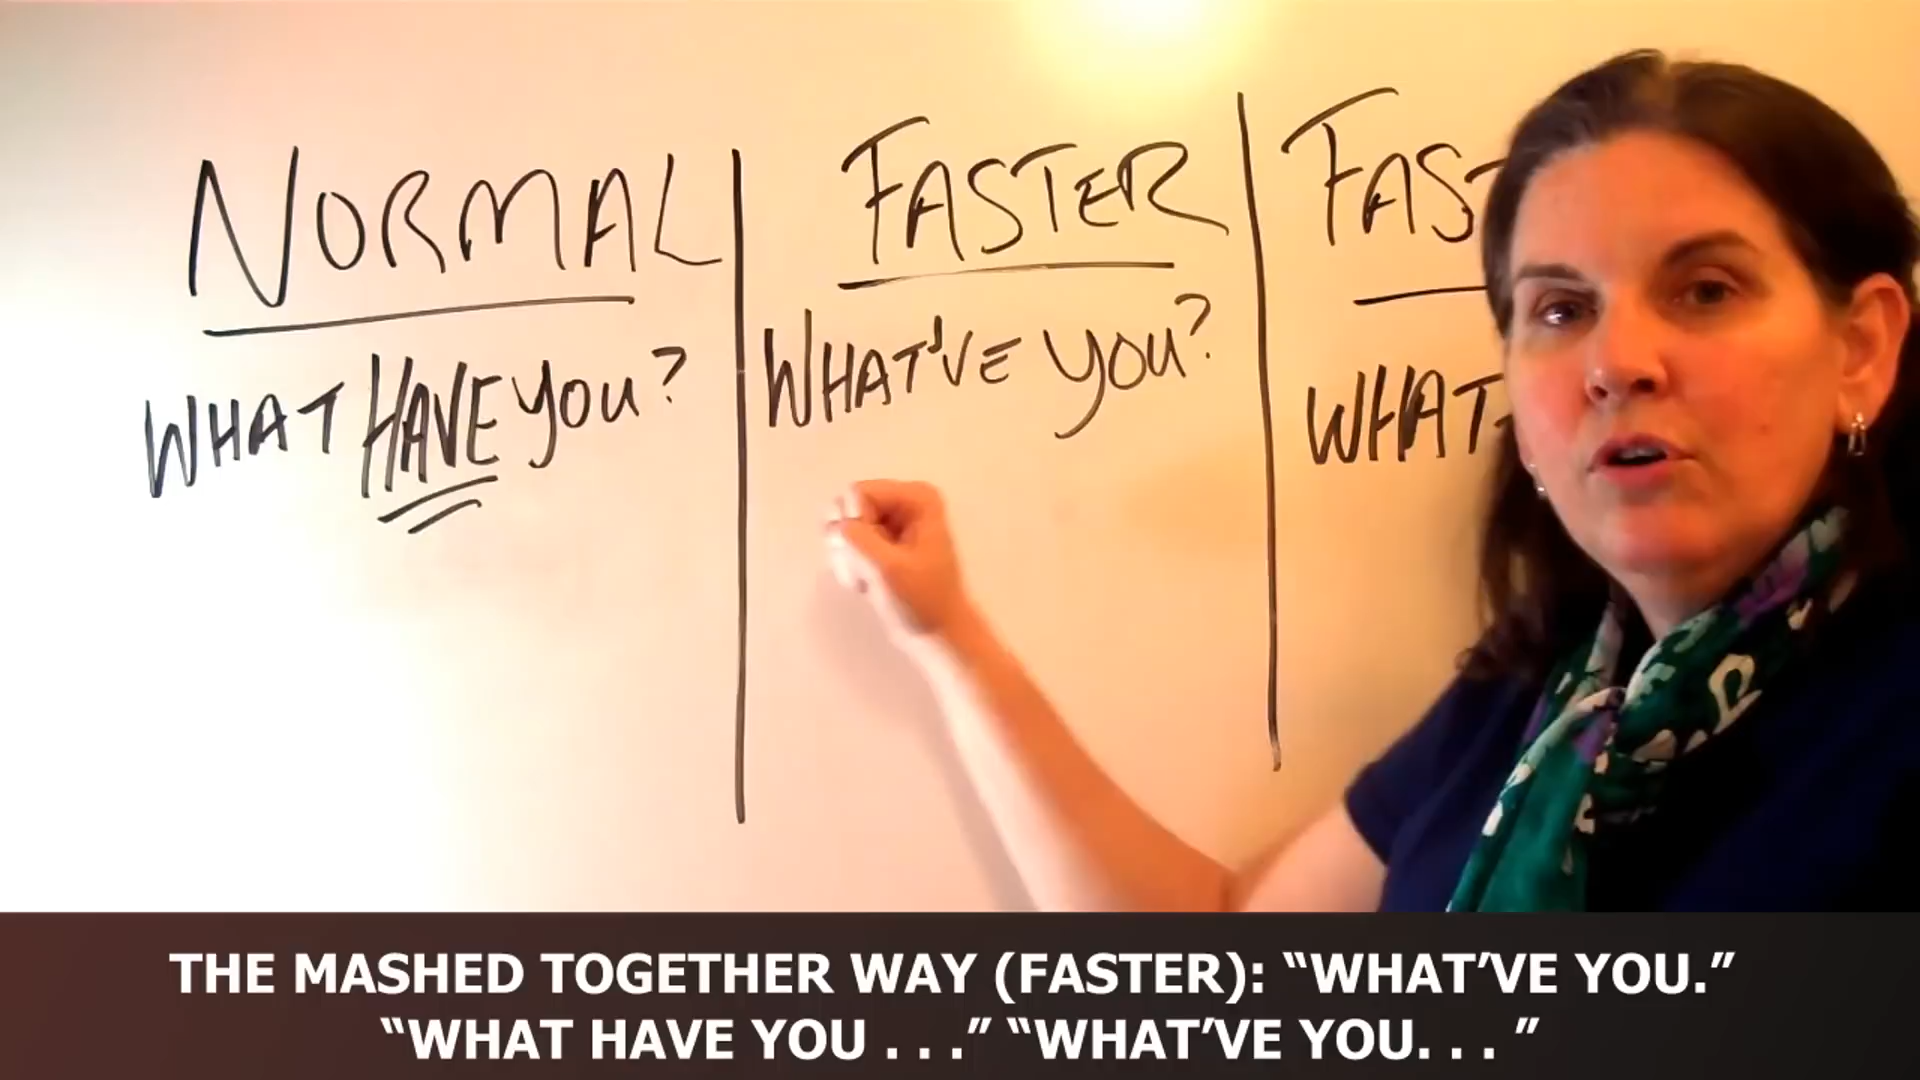 NORMAL
WHAT HAVE YOU?
FASTER
WHAT'VE YOU?
FAST
WHAT
THE MASHED TOGETHER WAY (FASTER): “WHAT’VE YOU.”
“WHAT HAVE YOU . . .” “WHAT’VE YOU. . . ”